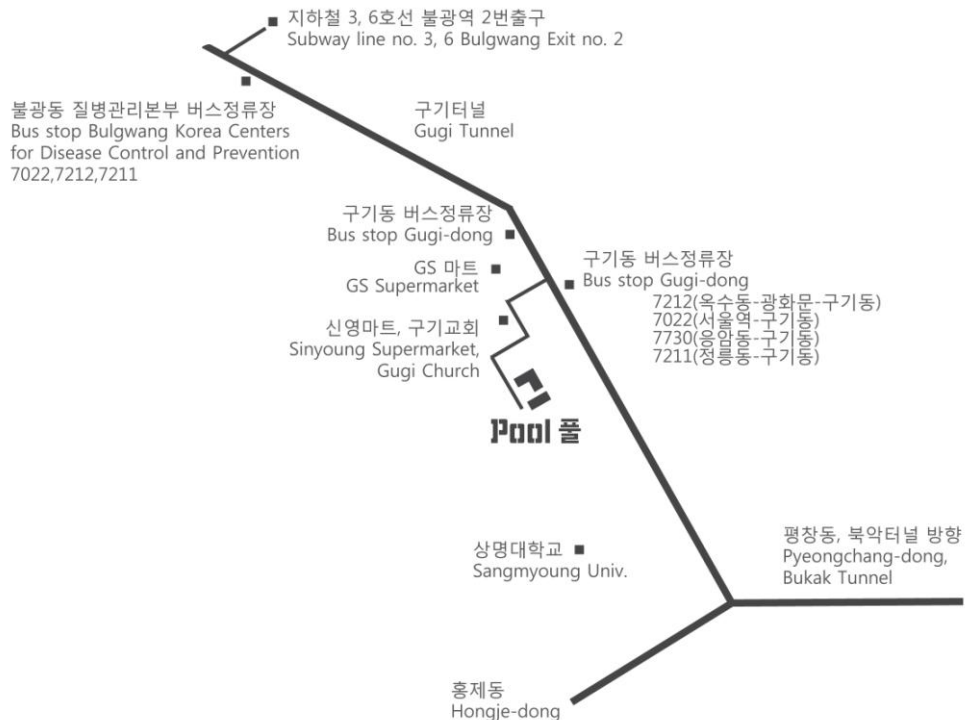 지하철 3, 6호선 불광역 2번출구
Subway line no. 3, 6 Bulgwang Exit no. 2
불광동 질병관리본부 버스정류장
Bus stop Bulgwang Korea Centers
for Disease Control and Prevention
7022,7212,7211
구기터널
Gugi Tunnel
구기동 버스정류장
Bus stop Gugi-dong
GS 마트
GS Supermarket
구기동 버스정류장
Bus stop Gugi-dong
7212(옥수동-광화문-구기동)
7022(서울역-구기동)
7730(응암동-구기동)
7211(정릉동-구기동)
신영마트, 구기교회
Sinyoung Supermarket,
Gugi Church
Pool 풀
상명대학교
Sangmyoung Univ.
평창동, 북악터널 방향
Pyeongchang-dong,
Bukak Tunnel
홍제동
Hongje-dong